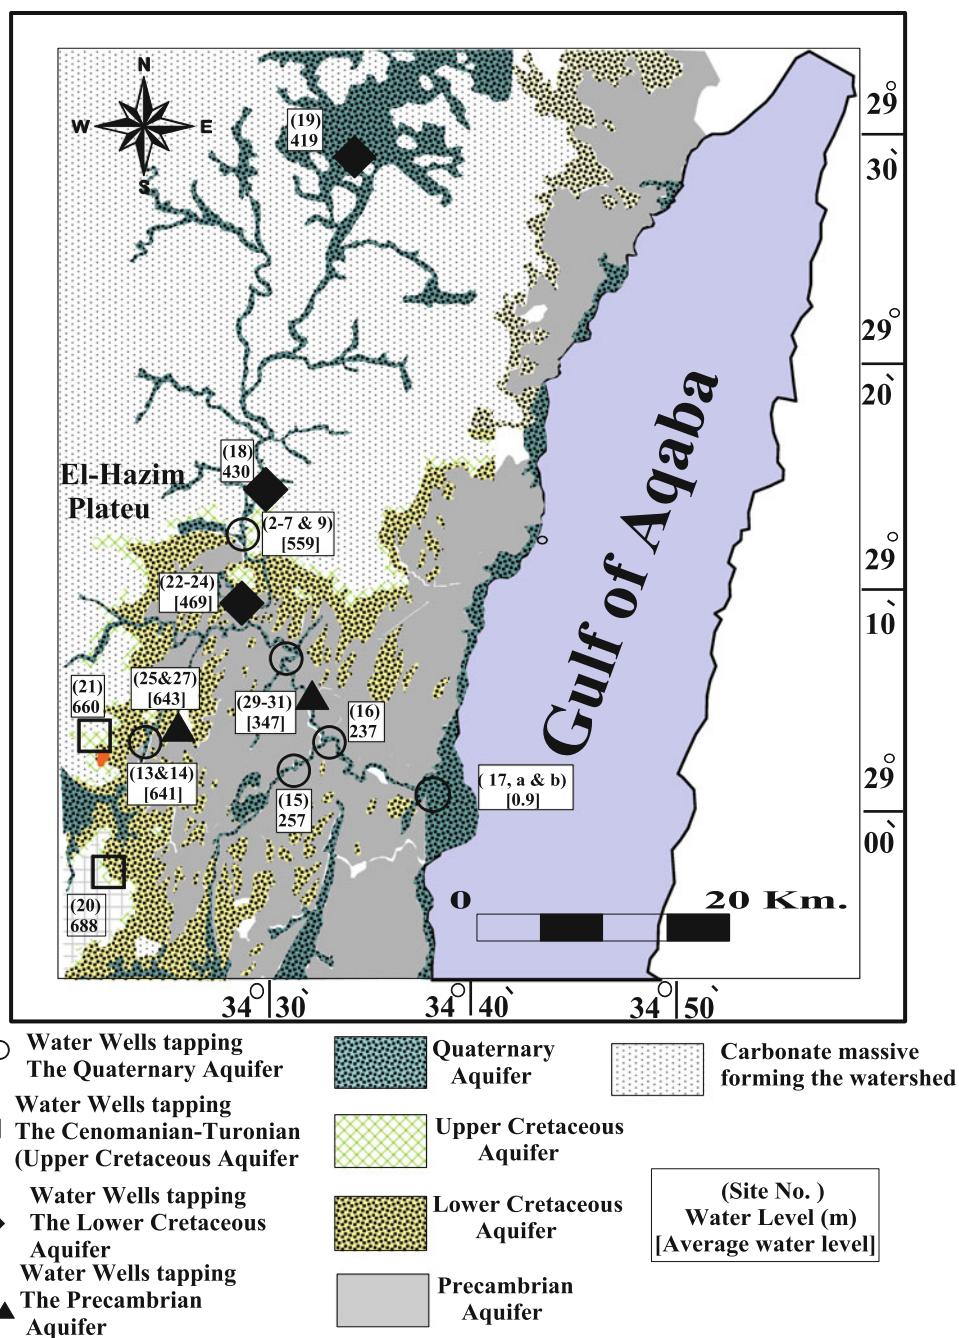 N
W
E
S
(19)
419
29°
30`
29°
20`
(18)
430
El-Hazim
Plateu
(2-7 & 9)
[559]
Gulf of Aqaba
29°
10`
(22-24)
[469]
(25&27)
[643]
(21)
660
(29-31)
[347]
(16)
237
(13&14)
[641]
(15)
257
( 17, a & b)
[0.9]
29°
00`
(20)
688
0 20 Km.
34°30` 34°40` 34°50`
Water Wells tapping
The Quaternary Aquifer
Water Wells tapping
The Cenomanian-Turonian
(Upper Cretaceous Aquifer
Water Wells tapping
The Lower Cretaceous
Aquifer
Water Wells tapping
The Precambrian
Aquifer
Quaternary
Aquifer
Upper Cretaceous
Aquifer
Lower Cretaceous
Aquifer
Precambrian
Aquifer
Carbonate massive
forming the watershed
(Site No. )
Water Level (m)
[Average water level]